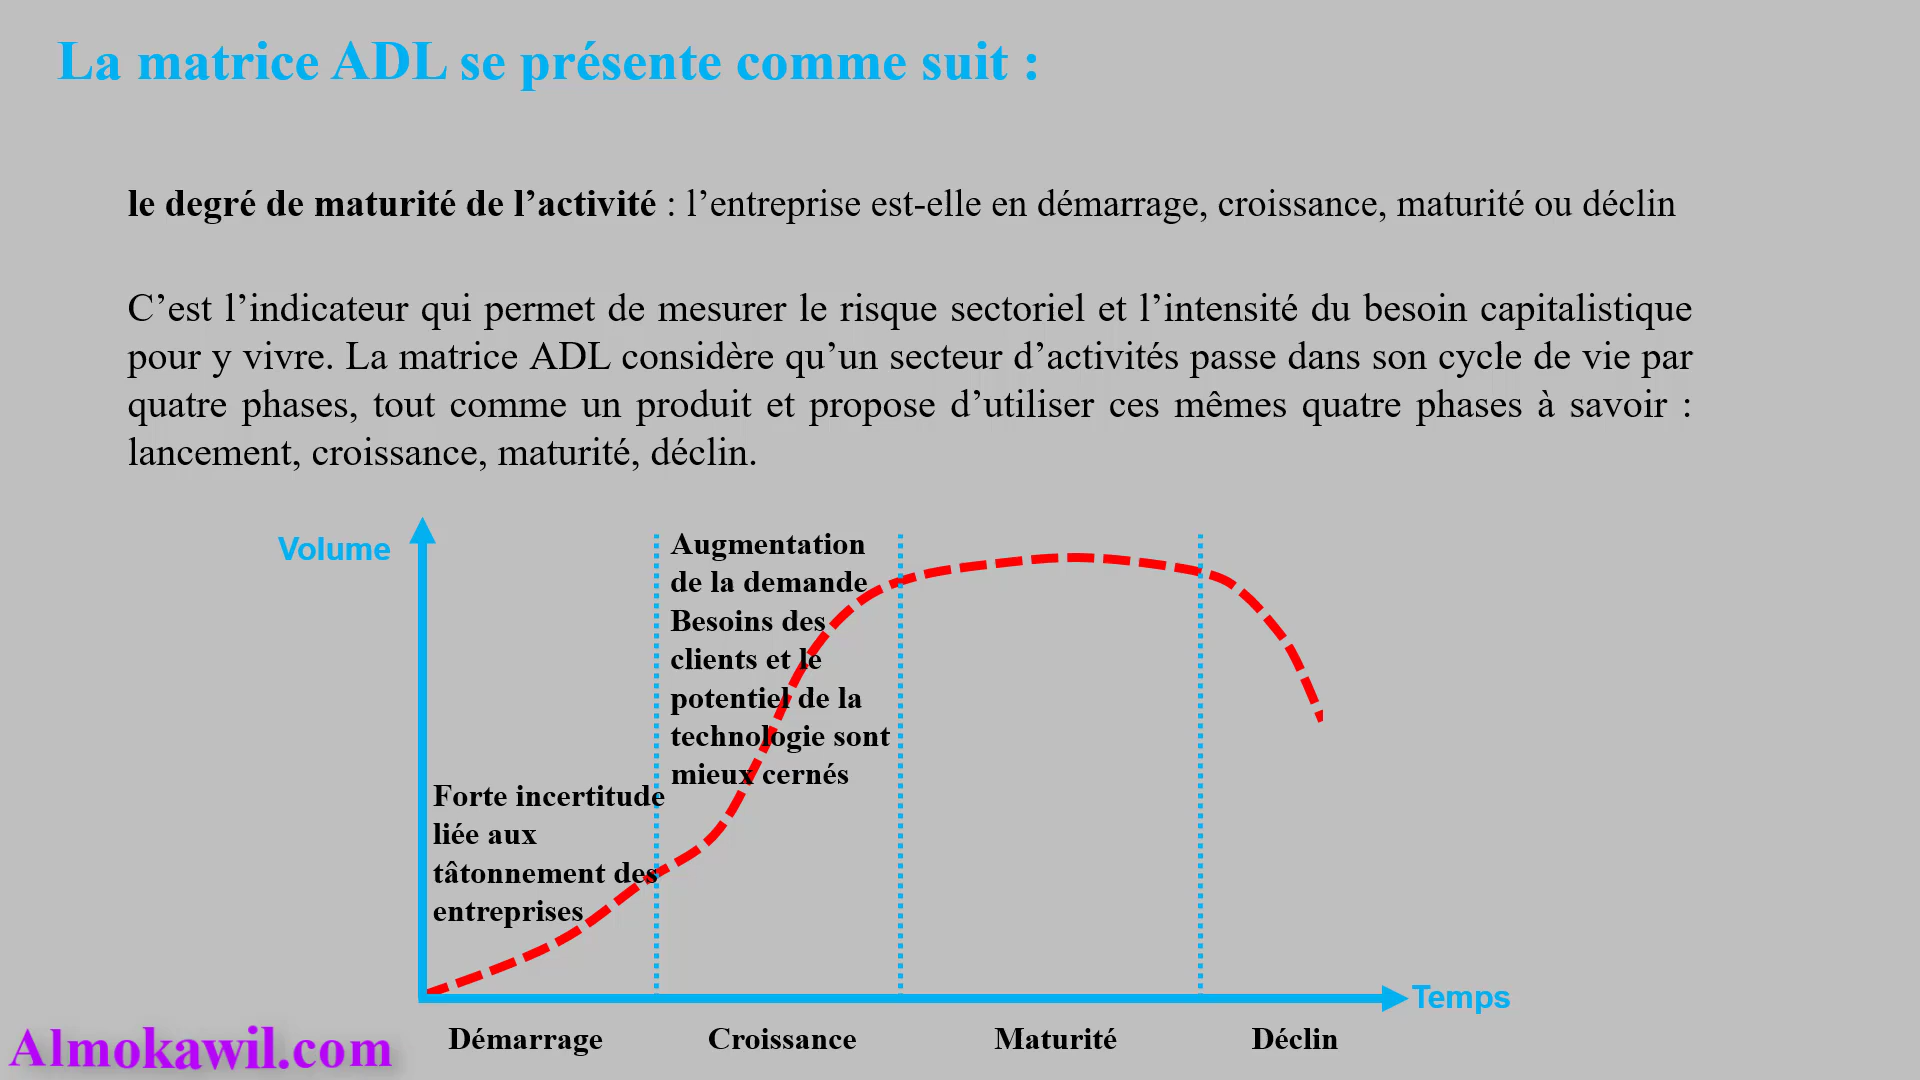 La matrice ADL se présente comme suit :
le degré de maturité de l’activité : l’entreprise est-elle en démarrage, croissance, maturité ou déclin
C’est l’indicateur qui permet de mesurer le risque sectoriel et l’intensité du besoin capitalistique
pour y vivre. La matrice ADL considère qu’un secteur d’activités passe dans son cycle de vie par
quatre phases, tout comme un produit et propose d’utiliser ces mêmes quatre phases à savoir :
lancement, croissance, maturité, déclin.
Volume
Augmentation
de la demande
Besoins des
clients et le
potentiel de la
technologie sont
mieux cernés
Forte incertitude
liée aux
tâtonnement des
entreprises
Temps
Démarrage Croissance Maturité Déclin
Almokawil.com